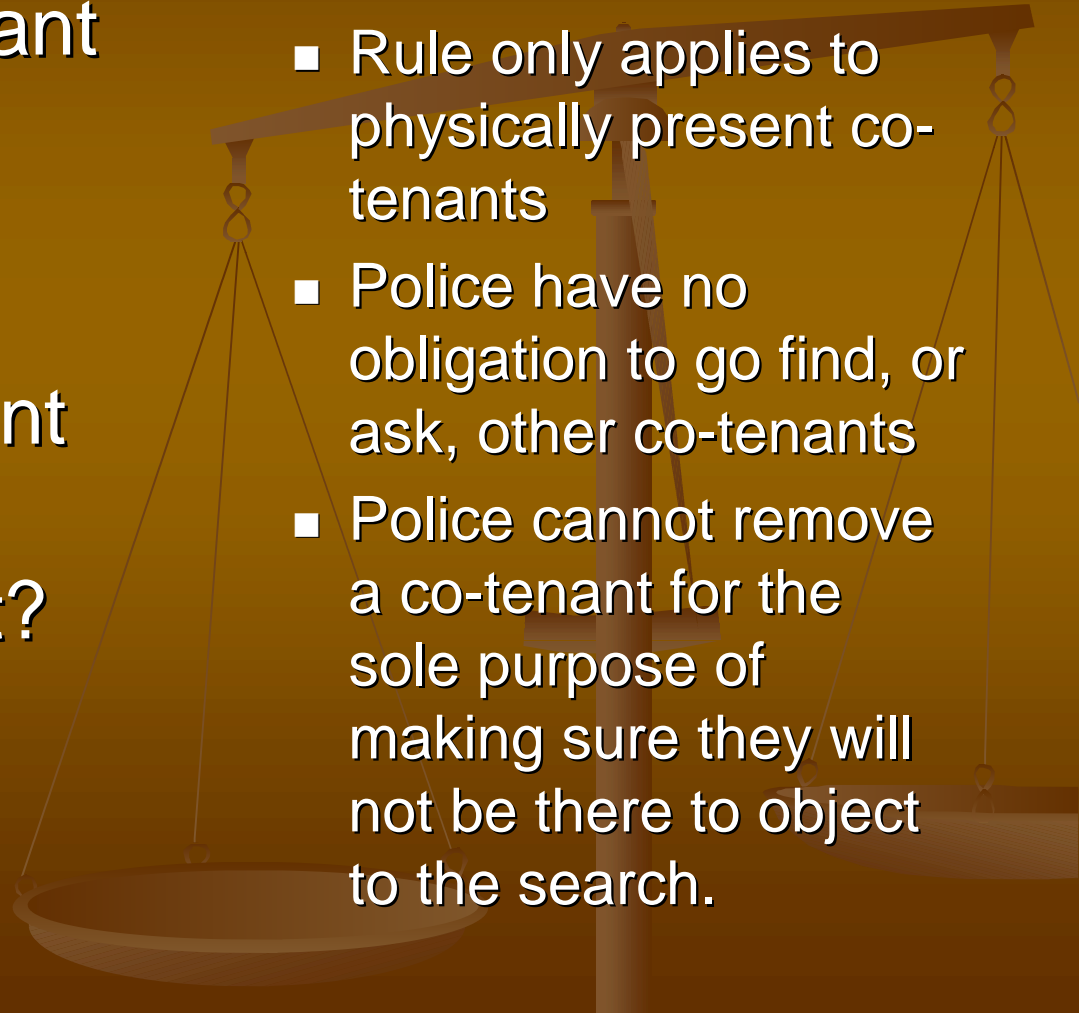 ■ Rule only applies to
physically present co-
tenants
■ Police have no
obligation to go find, or
ask, other co-tenants
■ Police cannot remove
a co-tenant for the
sole purpose of
making sure they will
not be there to object
to the search.